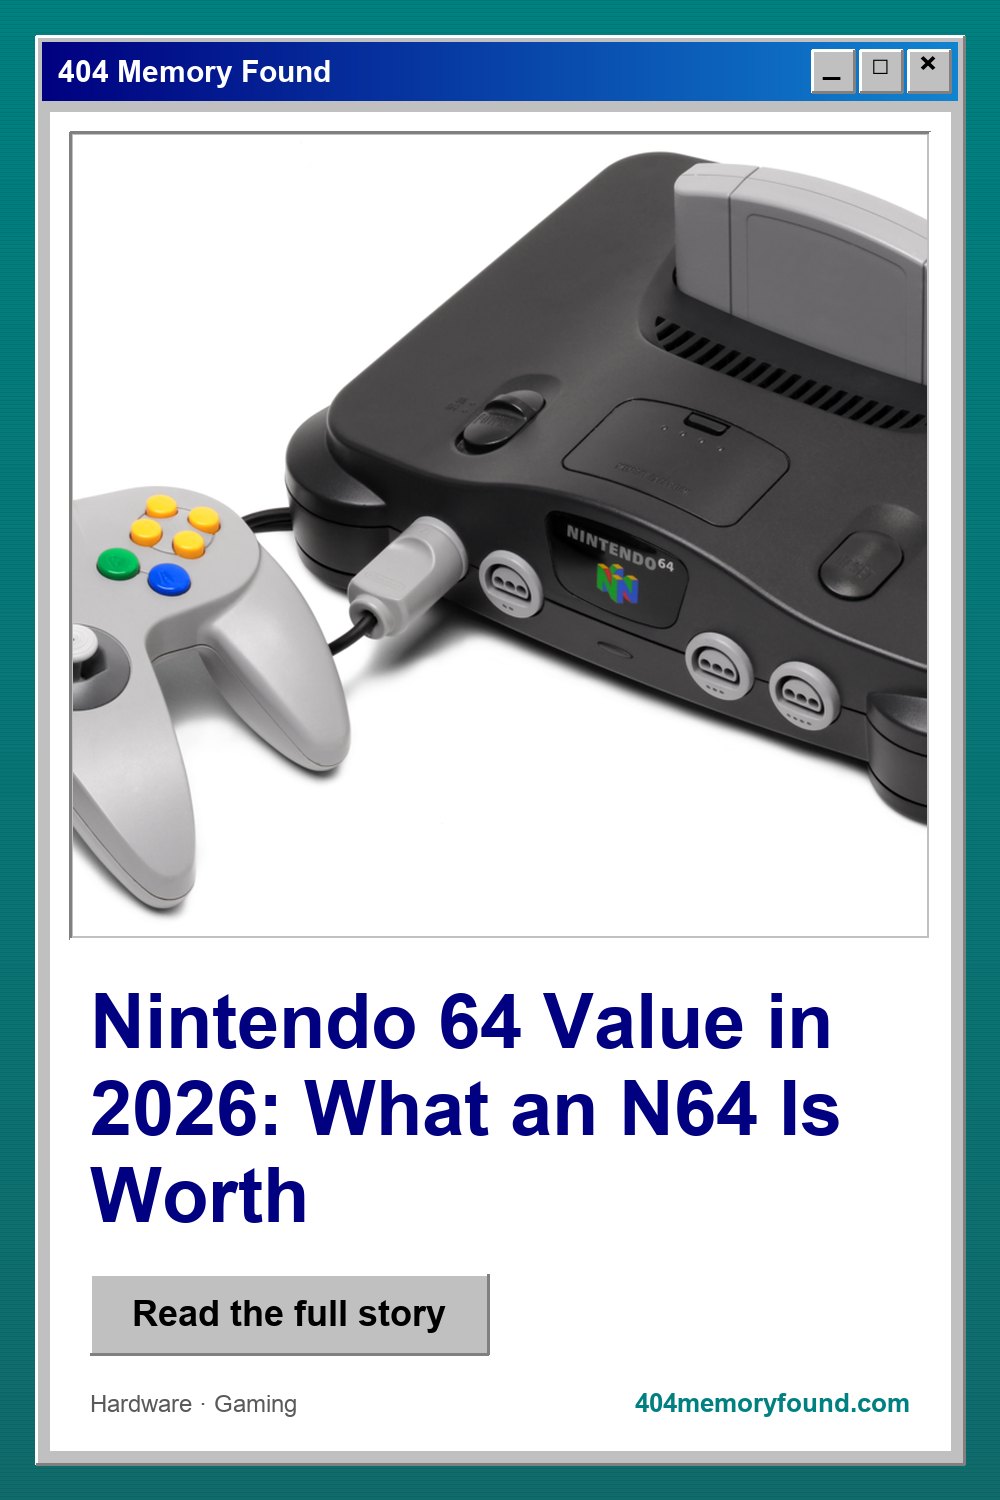 404 Memory Found
NINTENDO 64
Nintendo 64 Value in
2026: What an N64 Is
Worth
Read the full story
Hardware · Gaming
404memoryfound.com